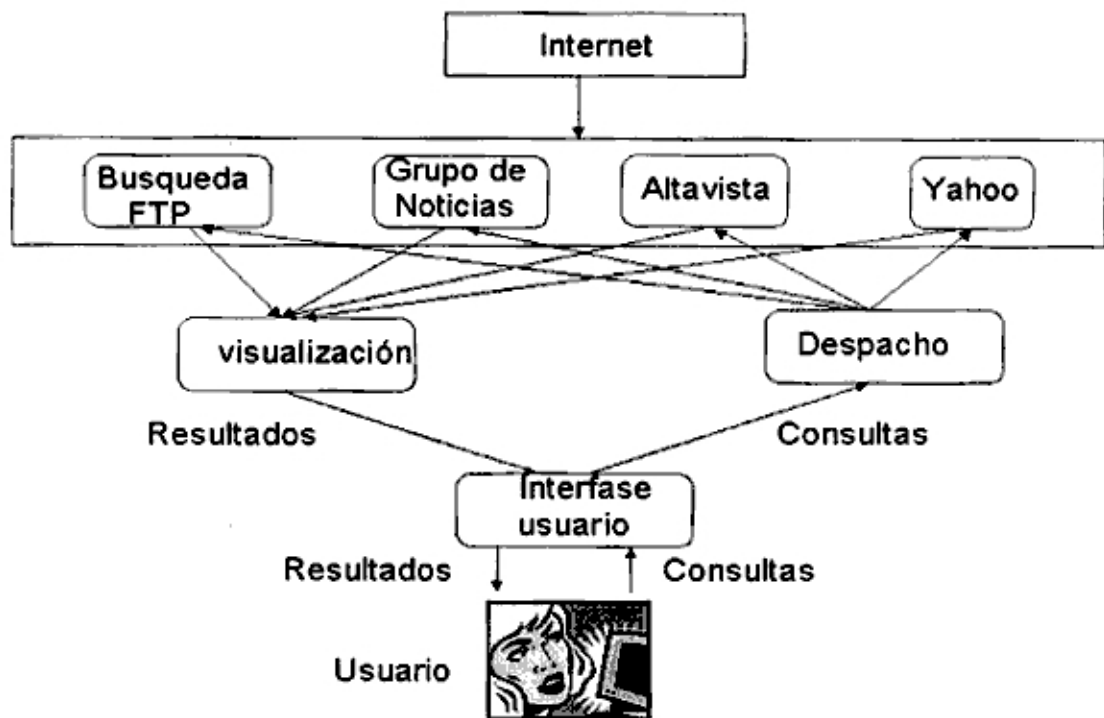 Internet
Busqueda
FTP
Grupo de
Noticias
Altavista
Yahoo
visualización
Despacho
Resultados
Consultas
Interfase
usuario
Resultados
Consultas
Usuario